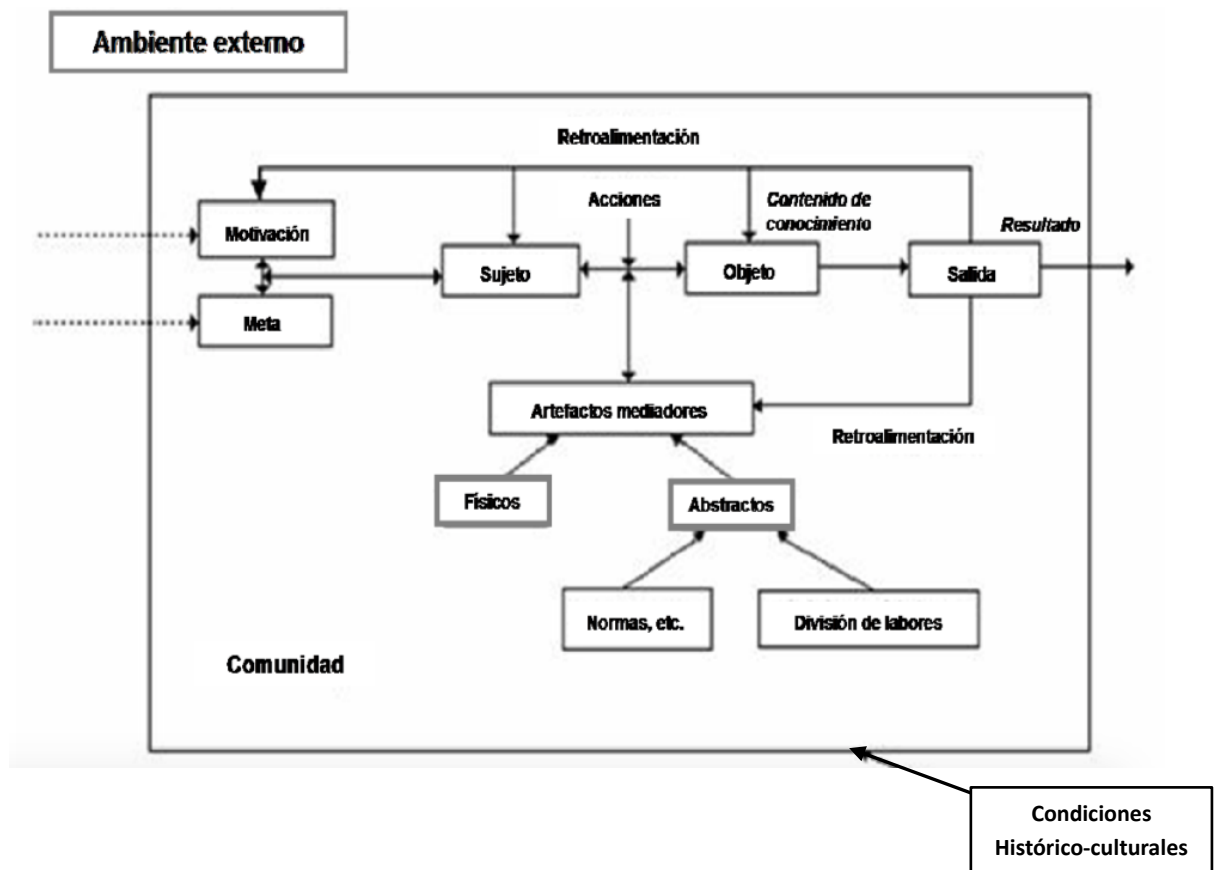 Ambiente externo
Retroalimentación
Acciones
Contenido de
conocimiento
Resultado
Motivación
Sujeto
Objeto
Salida
Meta
Artefactos mediadores
Retroalimentación
Físicos
Abstractos
Normas, etc.
División de labores
Comunidad
Condiciones
Histórico-culturales